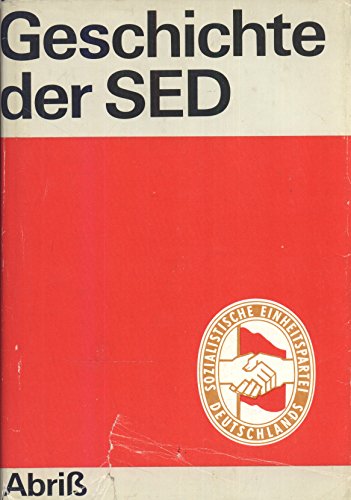 Geschichte
der SED
SOZIALISTISCHE EINHEITSPARTEI
DEUTSCHLANDS
Abriß